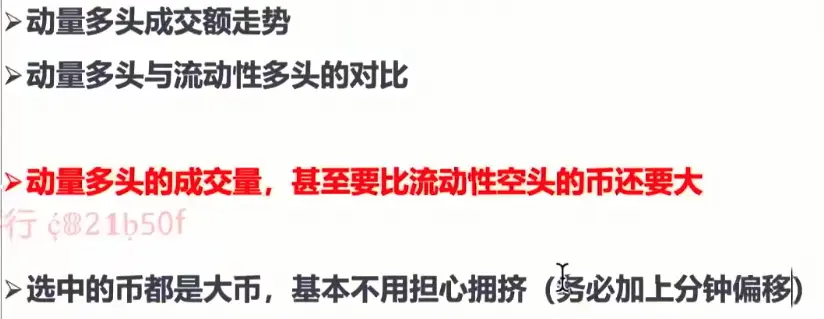 ➢动量多头成交额走势
➢动量多头与流动性多头的对比
➢动量多头的成交量，甚至要比流动性空头的币还要大
➢选中的币都是大币，基本不用担心拥挤（务必加上分钟偏移）